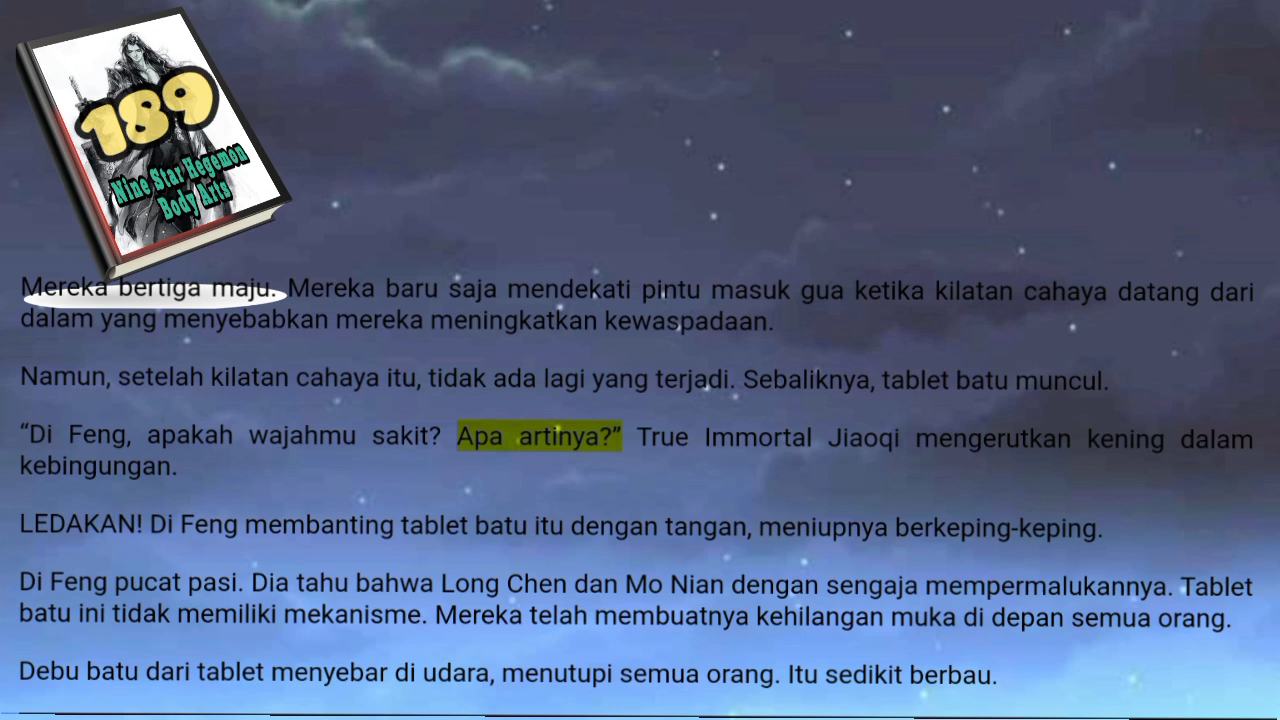 189
Nine Star Hegemon
Body Arts
Mereka bertiga maju. Mereka baru saja mendekati pintu masuk gua ketika kilatan cahaya datang dari
dalam yang menyebabkan mereka meningkatkan kewaspadaan.
Namun, setelah kilatan cahaya itu, tidak ada lagi yang terjadi. Sebaliknya, tablet batu muncul.
“Di Feng, apakah wajahmu sakit? Apa artinya?” True Immortal Jiaoqi mengerutkan kening dalam
kebingungan.
LEDAKAN! Di Feng membanting tablet batu itu dengan tangan, meniupnya berkeping-keping.
Di Feng pucat pasi. Dia tahu bahwa Long Chen dan Mo Nian dengan sengaja mempermalukannya. Tablet
batu ini tidak memiliki mekanisme. Mereka telah membuatnya kehilangan muka di depan semua orang.
Debu batu dari tablet menyebar di udara, menutupi semua orang. Itu sedikit berbau.